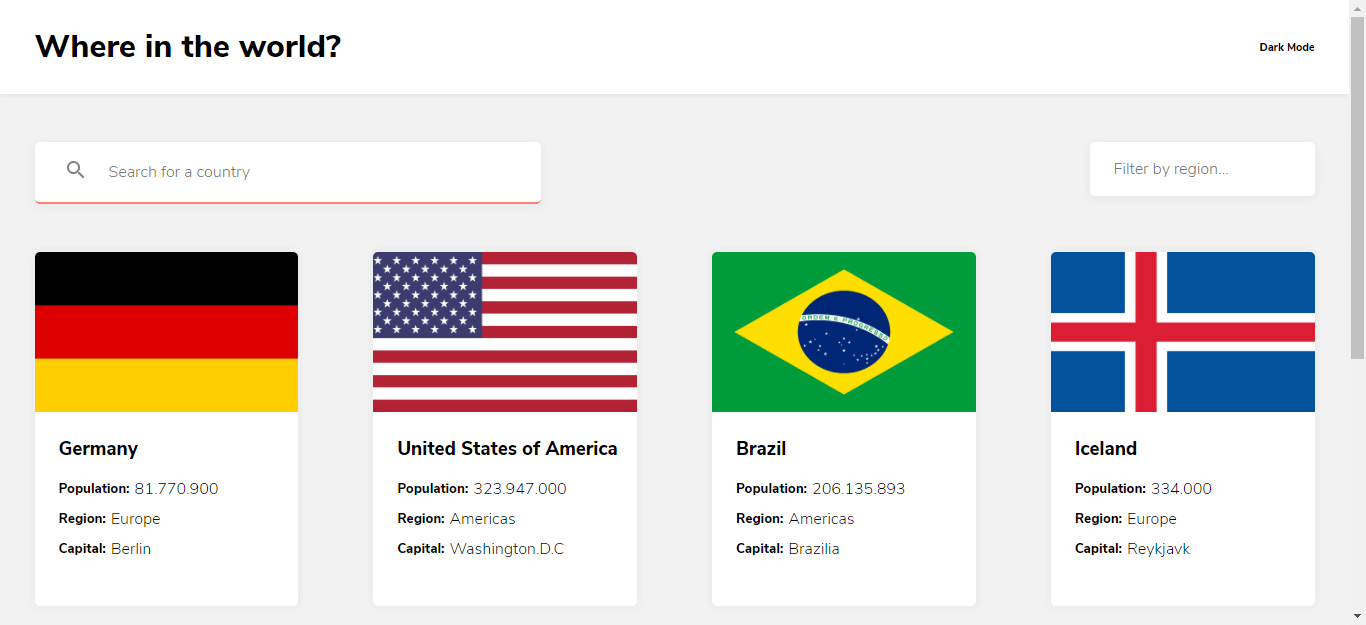 Where in the world?
Dark Mode
Search for a country
Filter by region...
ORDEM E PROGRESSO
Germany
Population: 81.770.900
Region: Europe
Capital: Berlin
United States of America
Population: 323.947.000
Region: Americas
Capital: Washington.D.C
Brazil
Population: 206.135.893
Region: Americas
Capital: Brazilia
Iceland
Population: 334.000
Region: Europe
Capital: Reykjavk